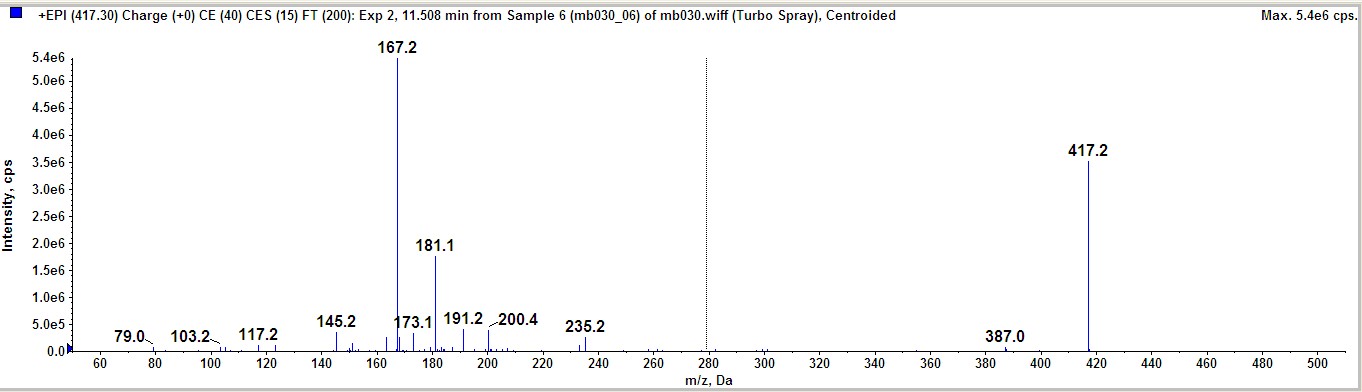 +EPI (417.30) Charge (+0) CE (40) CES (15) FT (200): Exp 2, 11.508 min from Sample 6 (mb030_06) of mb030.wiff (Turbo Spray), Centroided
Max. 5.4e6 cps.
167.2
5.4e6
5.0e6
4.5e6
4.0e6
3.5e6
3.0e6
2.5e6
2.0e6
1.5e6
1.0e6
5.0e5
0.0
Intensity, cps
417.2
181.1
79.0
103.2
117.2
145.2
173.1
191.2
200.4
235.2
387.0
60 80 100 120 140 160 180 200 220 240 260 280 300 320 340 360 380 400 420 440 460 480 500
m/z, Da